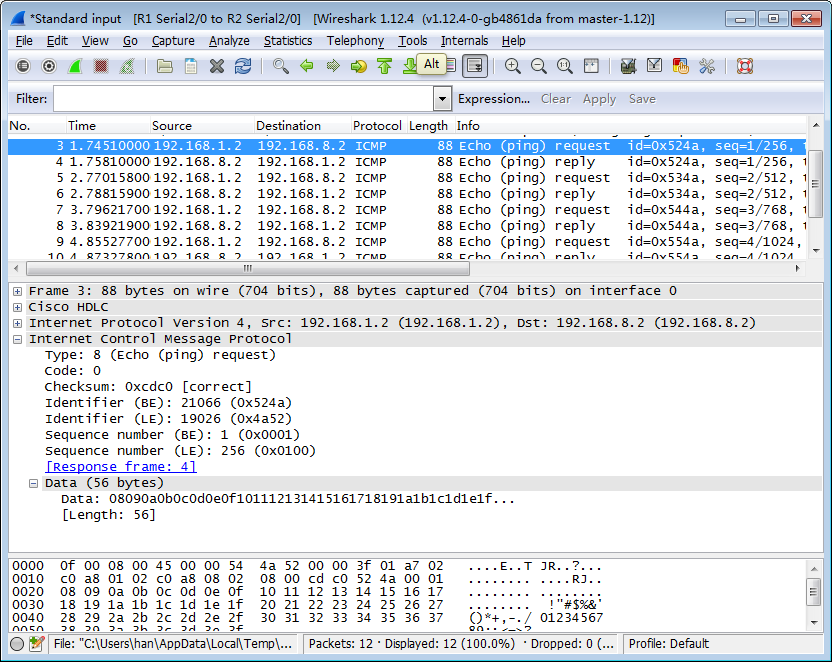 *Standard input [R1 Serial2/0 to R2 Serial2/0] [Wireshark 1.12.4 (v1.12.4-0-gb4861da from master-1.12)]
File Edit View Go Capture Analyze Statistics Telephony Tools Internals Help
Alt
Filter: Expression... Clear Apply Save
No. Time Source Destination Protocol Length Info
3 1.74510000 192.168.1.2 192.168.8.2 ICMP 88 Echo (ping) request id=0x524a, seq=1/256,
4 1.75810000 192.168.8.2 192.168.1.2 ICMP 88 Echo (ping) reply id=0x524a, seq=1/256,
5 2.77015800 192.168.1.2 192.168.8.2 ICMP 88 Echo (ping) request id=0x534a, seq=2/512,
6 2.78815900 192.168.8.2 192.168.1.2 ICMP 88 Echo (ping) reply id=0x534a, seq=2/512,
7 3.79621700 192.168.1.2 192.168.8.2 ICMP 88 Echo (ping) request id=0x544a, seq=3/768,
8 3.83921900 192.168.8.2 192.168.1.2 ICMP 88 Echo (ping) reply id=0x544a, seq=3/768,
9 4.85527700 192.168.1.2 192.168.8.2 ICMP 88 Echo (ping) request id=0x554a, seq=4/1024,
10 4.87327800 192.168.8.2 192.168.1.2 ICMP 88 Echo (ping) reply id=0x554a, seq=4/1024,
Frame 3: 88 bytes on wire (704 bits), 88 bytes captured (704 bits) on interface 0
Cisco HDLC
Internet Protocol Version 4, Src: 192.168.1.2 (192.168.1.2), Dst: 192.168.8.2 (192.168.8.2)
Internet Control Message Protocol
Type: 8 (Echo (ping) request)
Code: 0
Checksum: 0xcdc0 [correct]
Identifier (BE): 21066 (0x524a)
Identifier (LE): 19026 (0x4a52)
Sequence number (BE): 1 (0x0001)
Sequence number (LE): 256 (0x0100)
[Response frame: 4]
Data (56 bytes)
Data: 08090a0b0c0d0e0f101112131415161718191a1b1c1d1e1f...
[Length: 56]
0000 0f 00 08 00 45 00 00 54 4a 52 00 00 3f 01 a7 02 ....E..T JR..?...
0010 c0 a8 01 02 c0 a8 08 02 08 00 cd c0 52 4a 00 01 ........ ....RJ..
0020 08 09 0a 0b 0c 0d 0e 0f 10 11 12 13 14 15 16 17 ........ ........
0030 18 19 1a 1b 1c 1d 1e 1f 20 21 22 23 24 25 26 27 ........ !"#$%&'
0040 28 29 2a 2b 2c 2d 2e 2f 30 31 32 33 34 35 36 37 ()*+,-./ 01234567
0050 38 39 3a 3b 3c 3d 3e 3f 89:;<=>?
File: "C:\Users\han\AppData\Local\Temp\... Packets: 12 · Displayed: 12 (100.0%) · Dropped: 0 (... Profile: Default